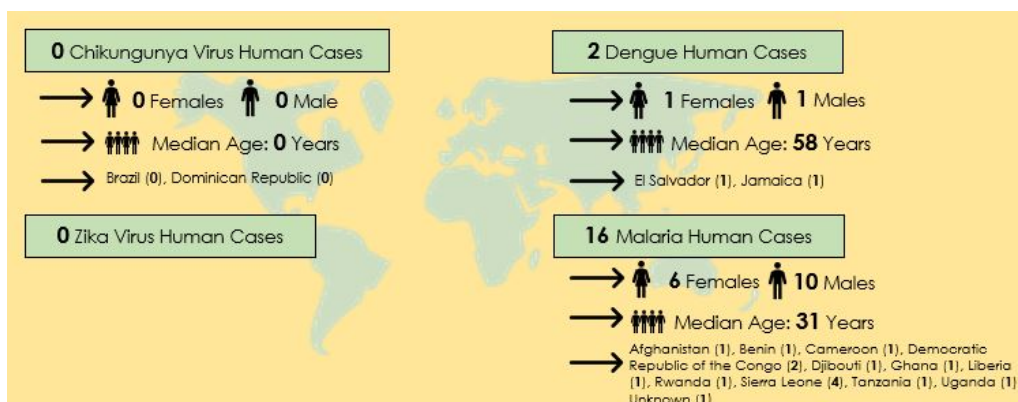 0 Chikungunya Virus Human Cases
0 Females 0 Male
Median Age: 0 Years
Brazil (0), Dominican Republic (0)
0 Zika Virus Human Cases
2 Dengue Human Cases
1 Females 1 Males
Median Age: 58 Years
El Salvador (1), Jamaica (1)
16 Malaria Human Cases
6 Females 10 Males
Median Age: 31 Years
Afghanistan (1), Benin (1), Cameroon (1), Democratic
Republic of the Congo (2), Djibouti (1), Ghana (1), Liberia
(1), Rwanda (1), Sierra Leone (4), Tanzania (1), Uganda (1)
Unknown (1)